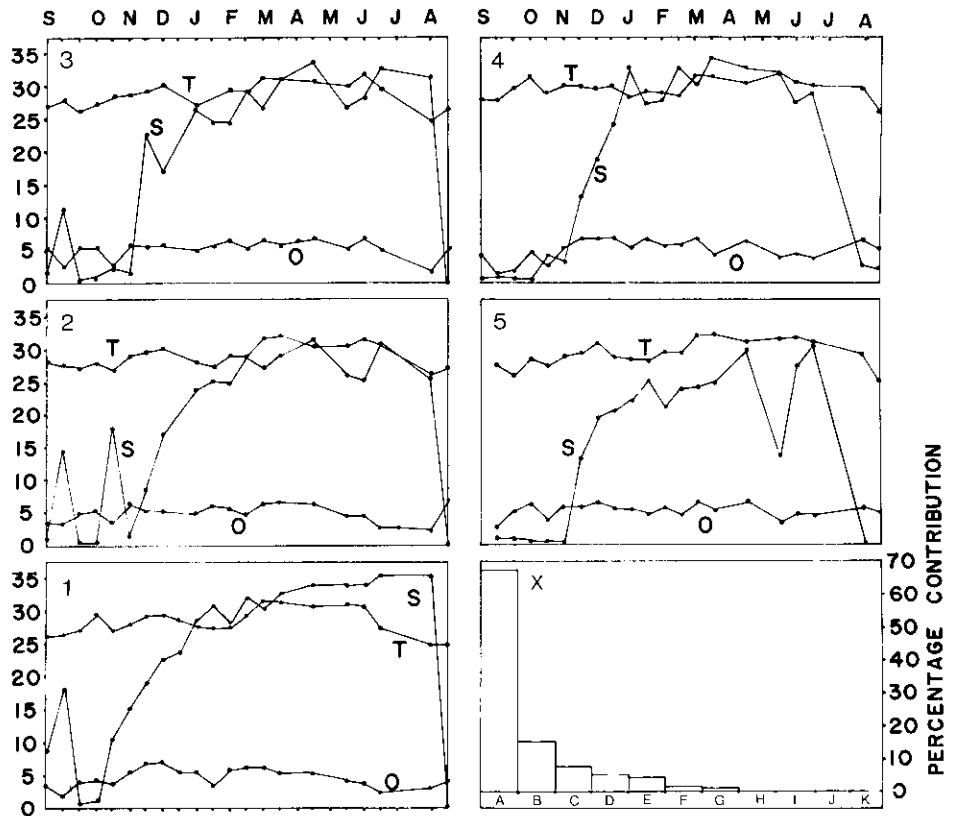 S O N D J F M A M J J A
S O N D J F M A M J J A
35
30
25
20
15
10
5
0
3
T
S
O
4
T
S
O
35
30
25
20
15
10
5
0
2
T
S
O
5
T
S
O
35
30
25
20
15
10
5
0
1
S
T
O
X
70
60
50
40
30
20
10
0
A B C D E F G H I J K
PERCENTAGE CONTRIBUTION